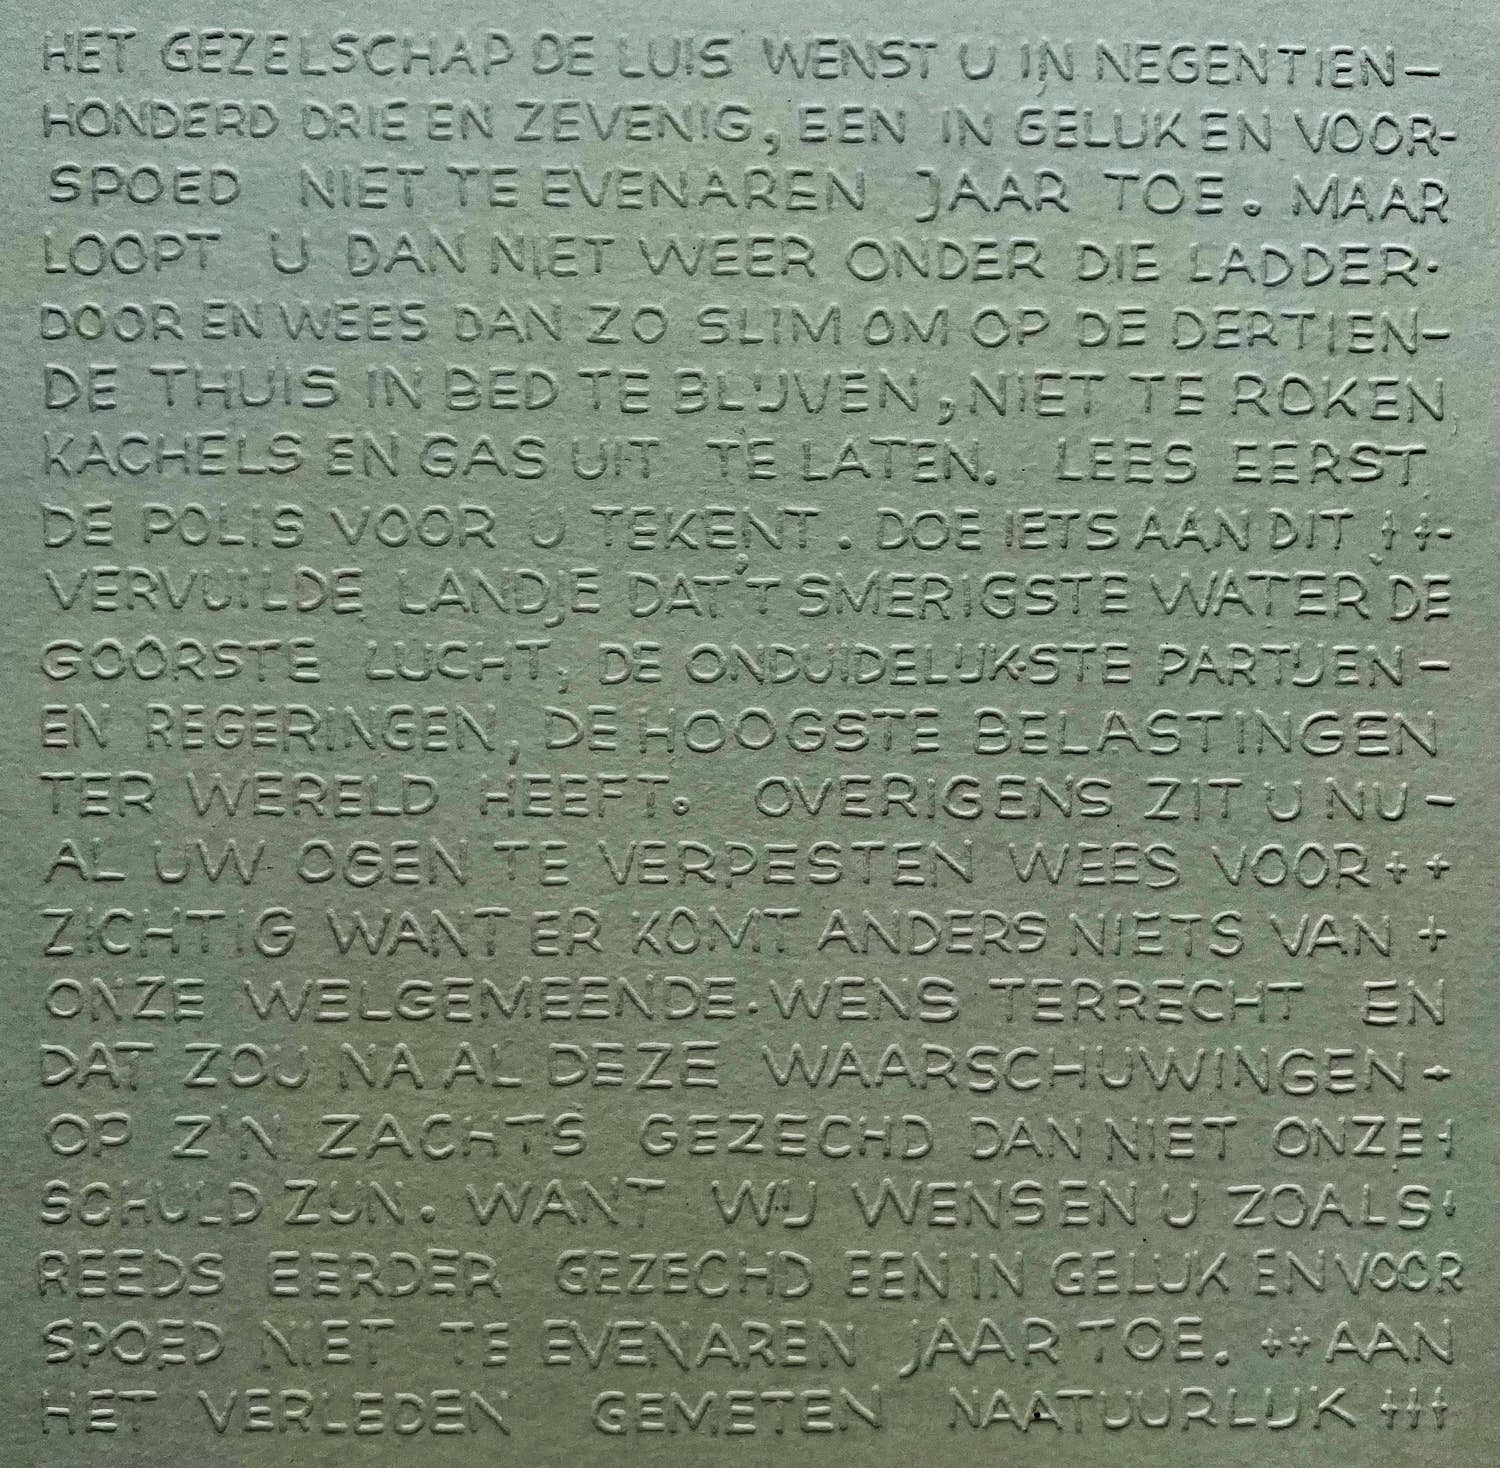 HET GEZELSCHAP DE LUIS WENST U IN NEGENTIEN–
HONDERD DRIE EN ZEVENIG, EEN IN GELIJK EN VOOR-
SPOED NIET TE EVENAREN JAAR TOE. MAAR
LOOPT U DAN NIET WEER ONDER DIE LADDER·
DOOR EN WEES DAN ZO SLIM OM OP DE DERTIEN–
DE THUIS IN BED TE BLIJVEN, NIET TE ROKEN,
KACHELS EN GAS UIT TE LATEN. LEES EERST
DE POLIS VOOR U TEKENT. DOE IETS AAN DIT ++-
VERVUILDE LANDJE DAT 'T SMERIGSTE WATER, DE
GOORSTE LUCHT, DE ONDUIDELIJK·STE PARTIJEN–
EN REGERINGEN, DE HOOGSTE BELASTINGEN
TER WERELD HEEFT. OVERIGENS ZIT U NU –
AL UW OGEN TE VERPESTEN WEES VOOR++
ZICHTIG WANT ER KOMT ANDERS NIETS VAN +
ONZE WELGEMEENDE·WENS TERRECHT EN
DAT ZOU NA AL DEZE WAARSCHUWINGEN +
OP Z'N ZACHTS GEZECHD DAN NIET ONZE+
SCHULD ZIJN. WANT WIJ WENSEN U ZOALS+
REEDS EERDER GEZECHD EEN IN GELIJK EN VOOR
SPOED NIET TE EVENAREN JAAR TOE. ++ AAN
HET VERLEDEN GEMETEN NAATUURLIJK +++